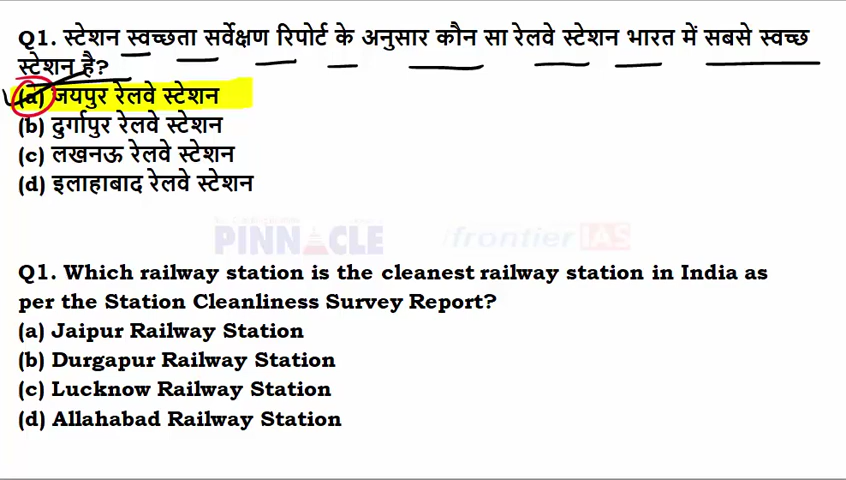 Q1. स्टेशन स्वच्छता सर्वेक्षण रिपोर्ट के अनुसार कौन सा रेलवे स्टेशन भारत में सबसे स्वच्छ
स्टेशन है?
(a) जयपुर रेलवे स्टेशन
(b) दुर्गापुर रेलवे स्टेशन
(c) लखनऊ रेलवे स्टेशन
(d) इलाहाबाद रेलवे स्टेशन
PINNACLE frontier IAS
Q1. Which railway station is the cleanest railway station in India as
per the Station Cleanliness Survey Report?
(a) Jaipur Railway Station
(b) Durgapur Railway Station
(c) Lucknow Railway Station
(d) Allahabad Railway Station